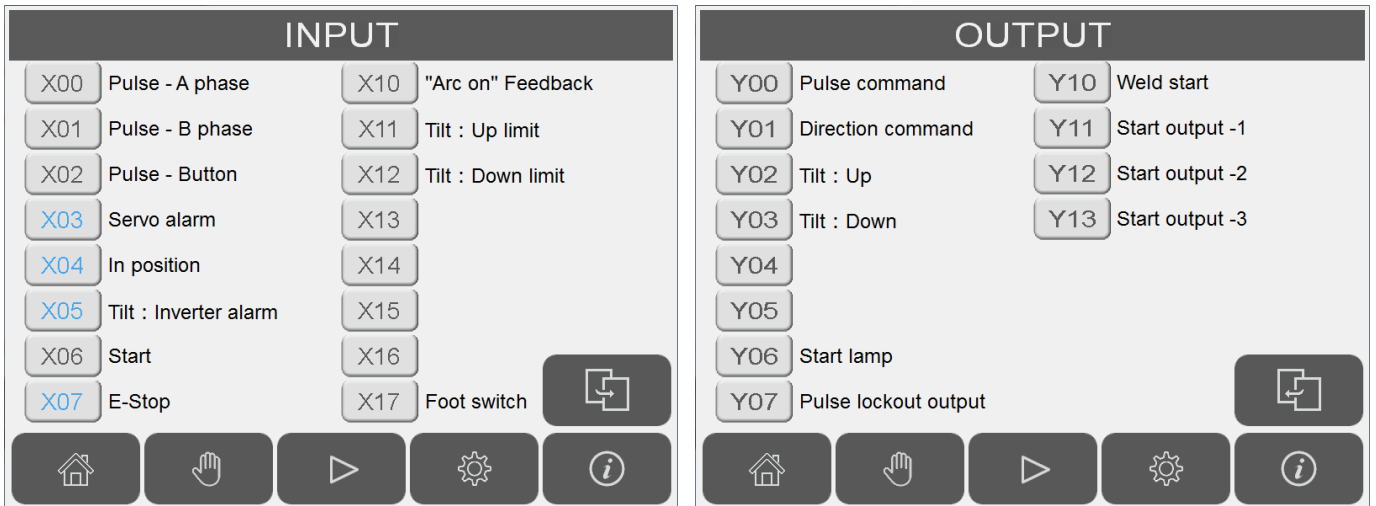 INPUT
X00 Pulse - A phase
X01 Pulse - B phase
X02 Pulse - Button
X03 Servo alarm
X04 In position
X05 Tilt : Inverter alarm
X06 Start
X07 E-Stop
X10 "Arc on" Feedback
X11 Tilt : Up limit
X12 Tilt : Down limit
X13
X14
X15
X16
X17 Foot switch
OUTPUT
Y00 Pulse command
Y01 Direction command
Y02 Tilt : Up
Y03 Tilt : Down
Y04
Y05
Y06 Start lamp
Y07 Pulse lockout output
Y10 Weld start
Y11 Start output -1
Y12 Start output -2
Y13 Start output -3